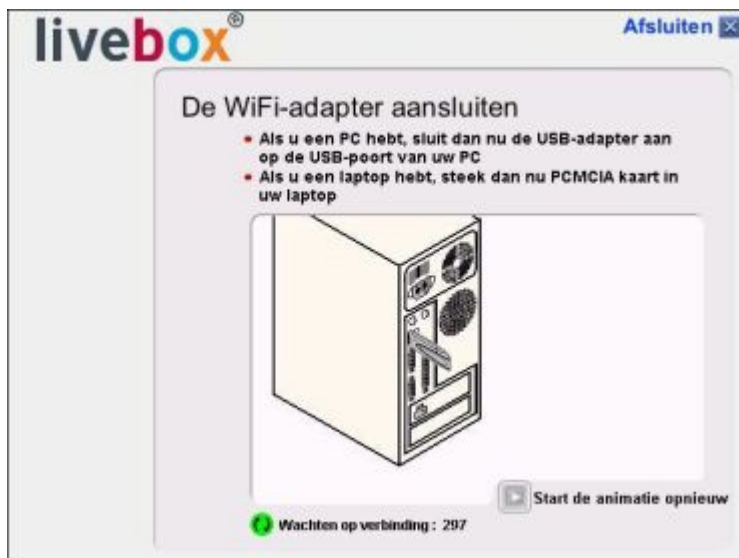 livebox®
Afsluiten
De WiFi-adapter aansluiten
Als u een PC hebt, sluit dan nu de USB-adapter aan
op de USB-poort van uw PC
Als u een laptop hebt, steek dan nu PCMCIA kaart in
uw laptop
Start de animatie opnieuw
Wachten op verbinding : 297